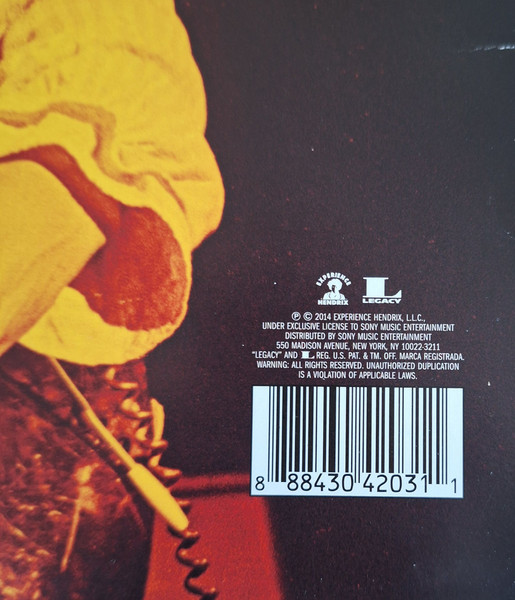 EXPERIENCE
HENDRIX
L
LEGACY
℗ © 2014 EXPERIENCE HENDRIX, L.L.C.,
UNDER EXCLUSIVE LICENSE TO SONY MUSIC ENTERTAINMENT
DISTRIBUTED BY SONY MUSIC ENTERTAINMENT
550 MADISON AVENUE, NEW YORK, NY 10022-3211
"LEGACY" AND L REG. U.S. PAT. & TM. OFF. MARCA REGISTRADA.
WARNING: ALL RIGHTS RESERVED. UNAUTHORIZED DUPLICATION
IS A VIOLATION OF APPLICABLE LAWS.
8 88430 42031 1